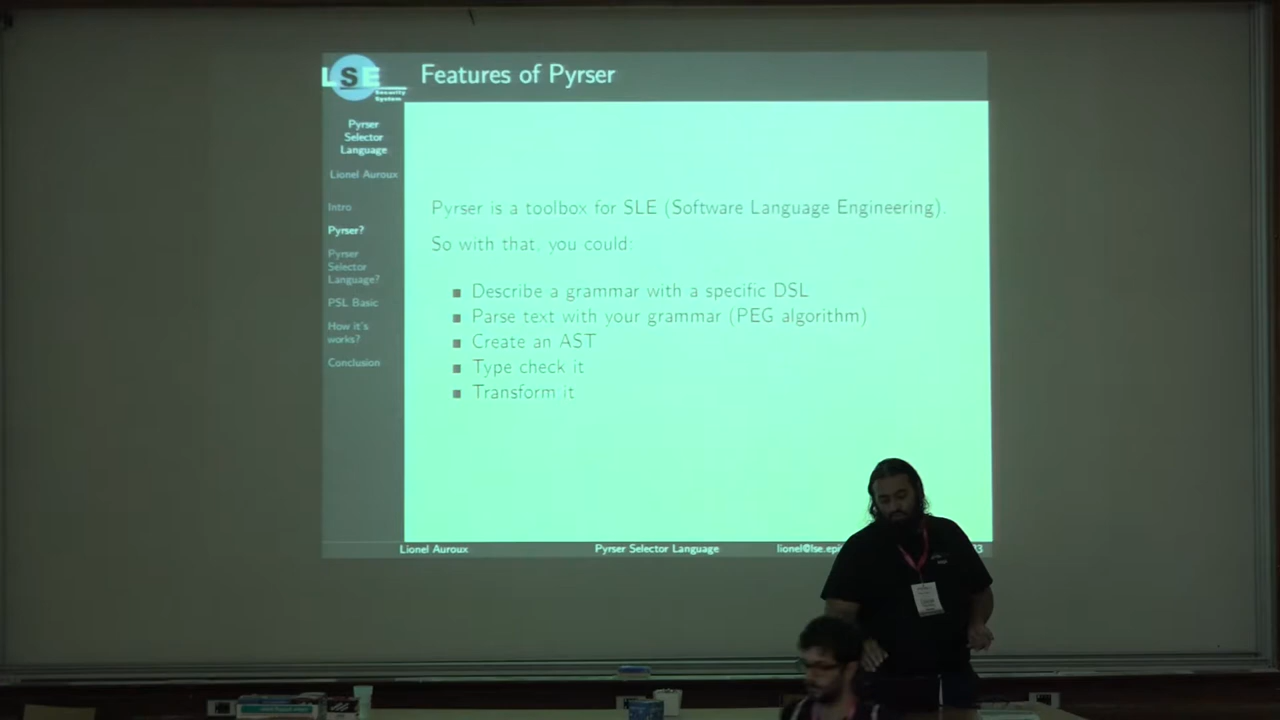 LSE
Security
System
Features of Pyrser
Pyrser
Selector
Language
Lionel Auroux
Intro
Pyrser?
Pyrser
Selector
Language?
PSL Basic
How it's
works?
Conclusion
Pyrser is a toolbox for SLE (Software Language Engineering).
So with that, you could:
Describe a grammar with a specific DSL
Parse text with your grammar (PEG algorithm)
Create an AST
Type check it
Transform it
Lionel Auroux
Pyrser Selector Language
lionel@lse.epi